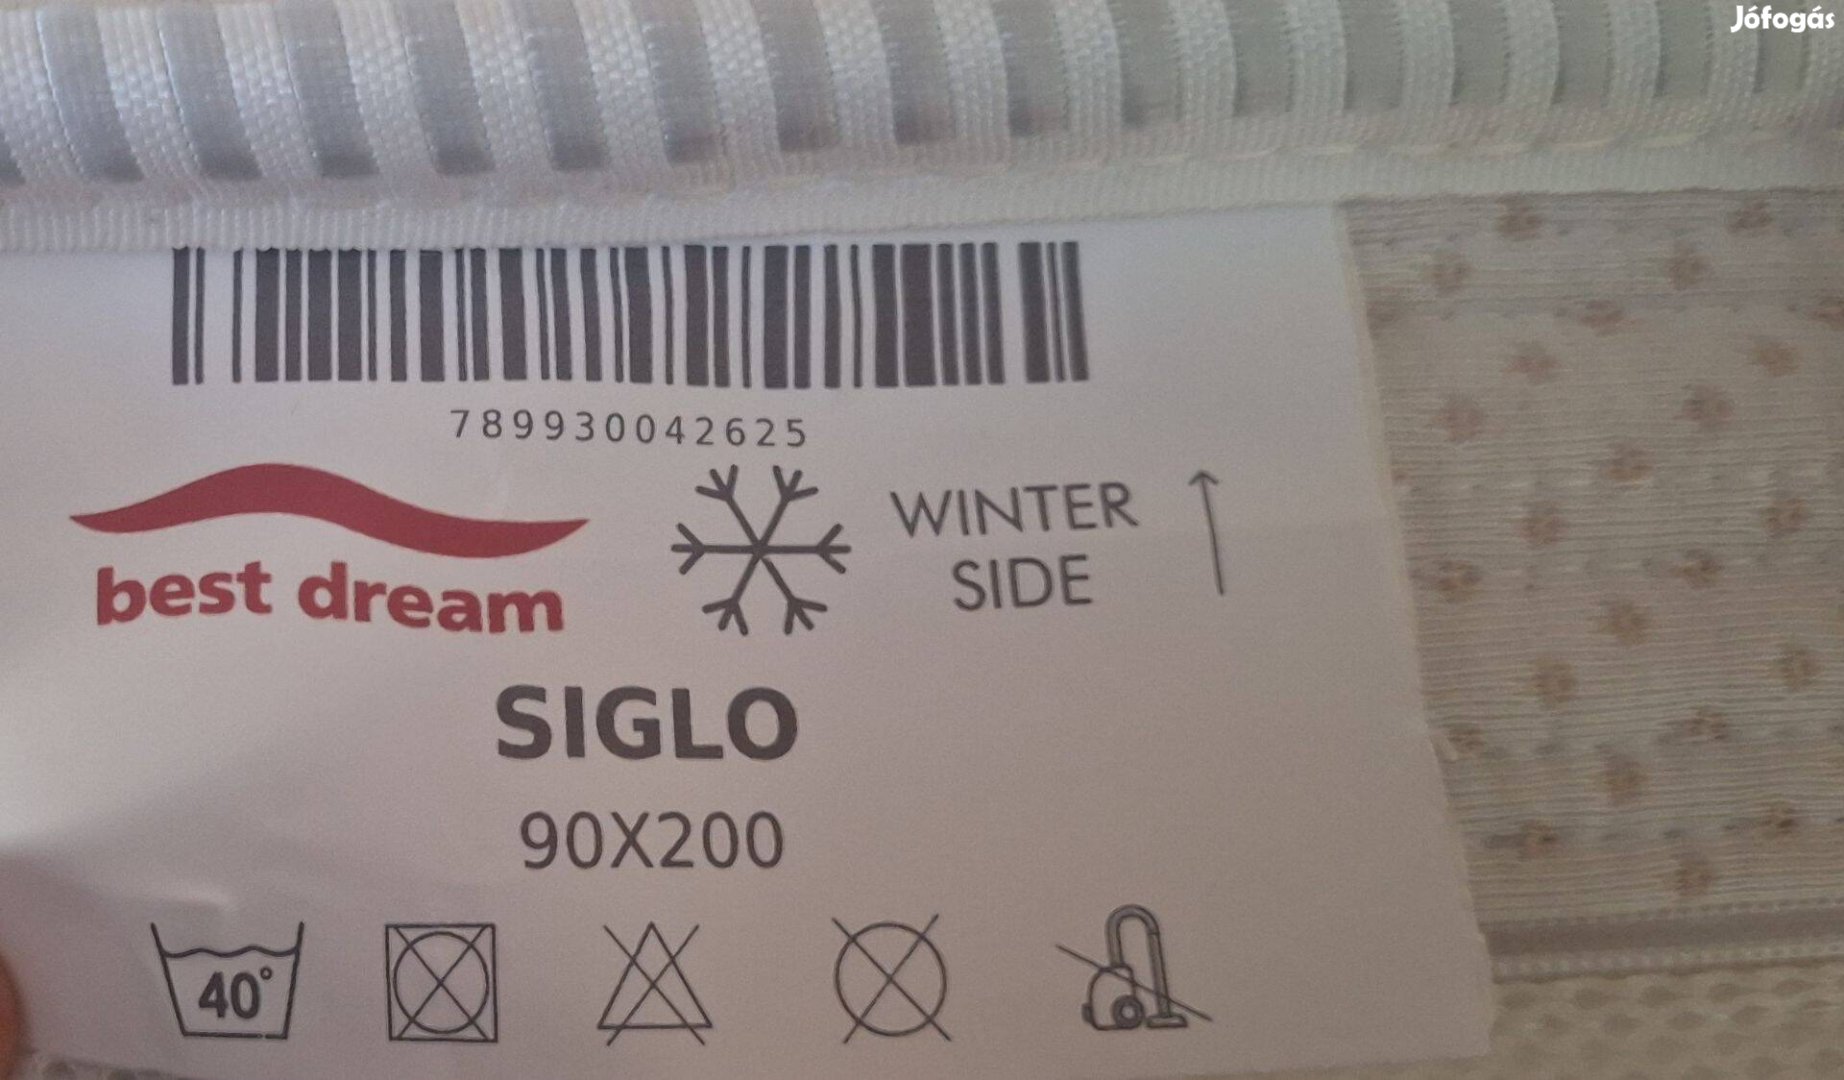 Jófogás
789930042625
best dream
WINTER
SIDE
SIGLO
90X200
40°